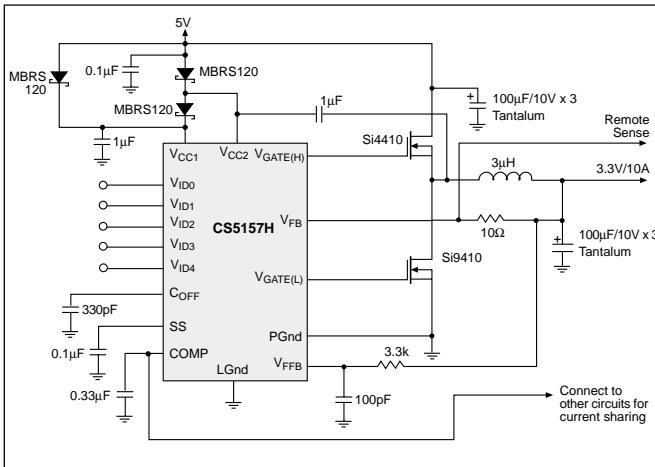 5V
MBRS
120
0.1µF
MBRS120
MBRS120
1µF
1µF
100µF/10V x 3
Tantalum
Remote
Sense
Si4410
3µH
3.3V/10A
VCC1
VCC2
VGATE(H)
VID0
VID1
VID2
VID3
VID4
CS5157H
VFB
10Ω
100µF/10V x 3
Tantalum
Si9410
VGATE(L)
COFF
330pF
SS
0.1µF
COMP
0.33µF
LGnd
PGnd
VFFB
3.3k
100pF
Connect to
other circuits for
current sharing